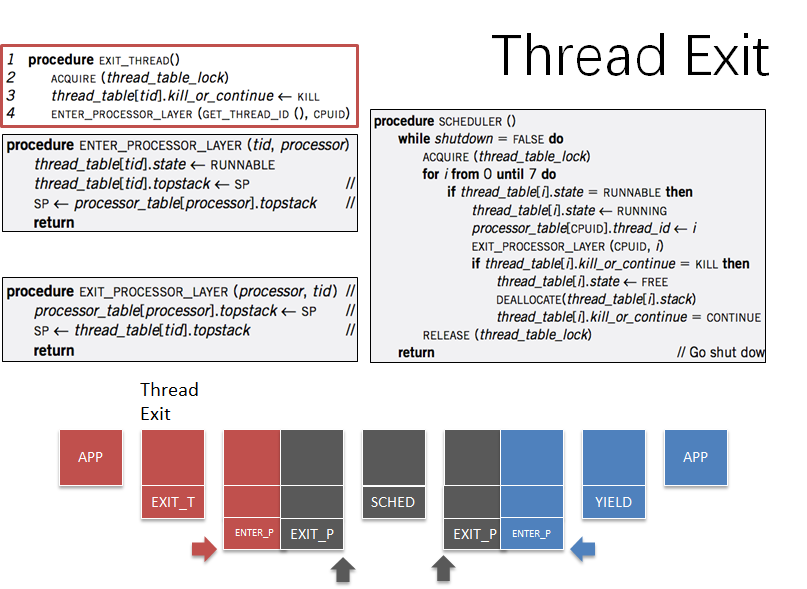 Thread Exit
1 procedure EXIT_THREAD()
2 ACQUIRE (thread_table_lock)
3 thread_table[tid].kill_or_continue ← KILL
4 ENTER_PROCESSOR_LAYER (GET_THREAD_ID (), CPUID)
procedure ENTER_PROCESSOR_LAYER (tid, processor)
thread_table[tid].state ← RUNNABLE
thread_table[tid].topstack ← SP //
SP ← processor_table[processor].topstack //
return
procedure EXIT_PROCESSOR_LAYER (processor, tid) //
processor_table[processor].topstack ← SP //
SP ← thread_table[tid].topstack //
return
procedure SCHEDULER ()
while shutdown = FALSE do
ACQUIRE (thread_table_lock)
for i from 0 until 7 do
if thread_table[i].state = RUNNABLE then
thread_table[i].state ← RUNNING
processor_table[CPUID].thread_id ← i
EXIT_PROCESSOR_LAYER (CPUID, i)
if thread_table[i].kill_or_continue = KILL then
thread_table[i].state ← FREE
DEALLOCATE(thread_table[i].stack)
thread_table[i].kill_or_continue = CONTINUE
RELEASE (thread_table_lock)
return // Go shut dow
Thread
Exit
APP
EXIT_T
ENTER_P
EXIT_P
SCHED
EXIT_P
ENTER_P
YIELD
APP